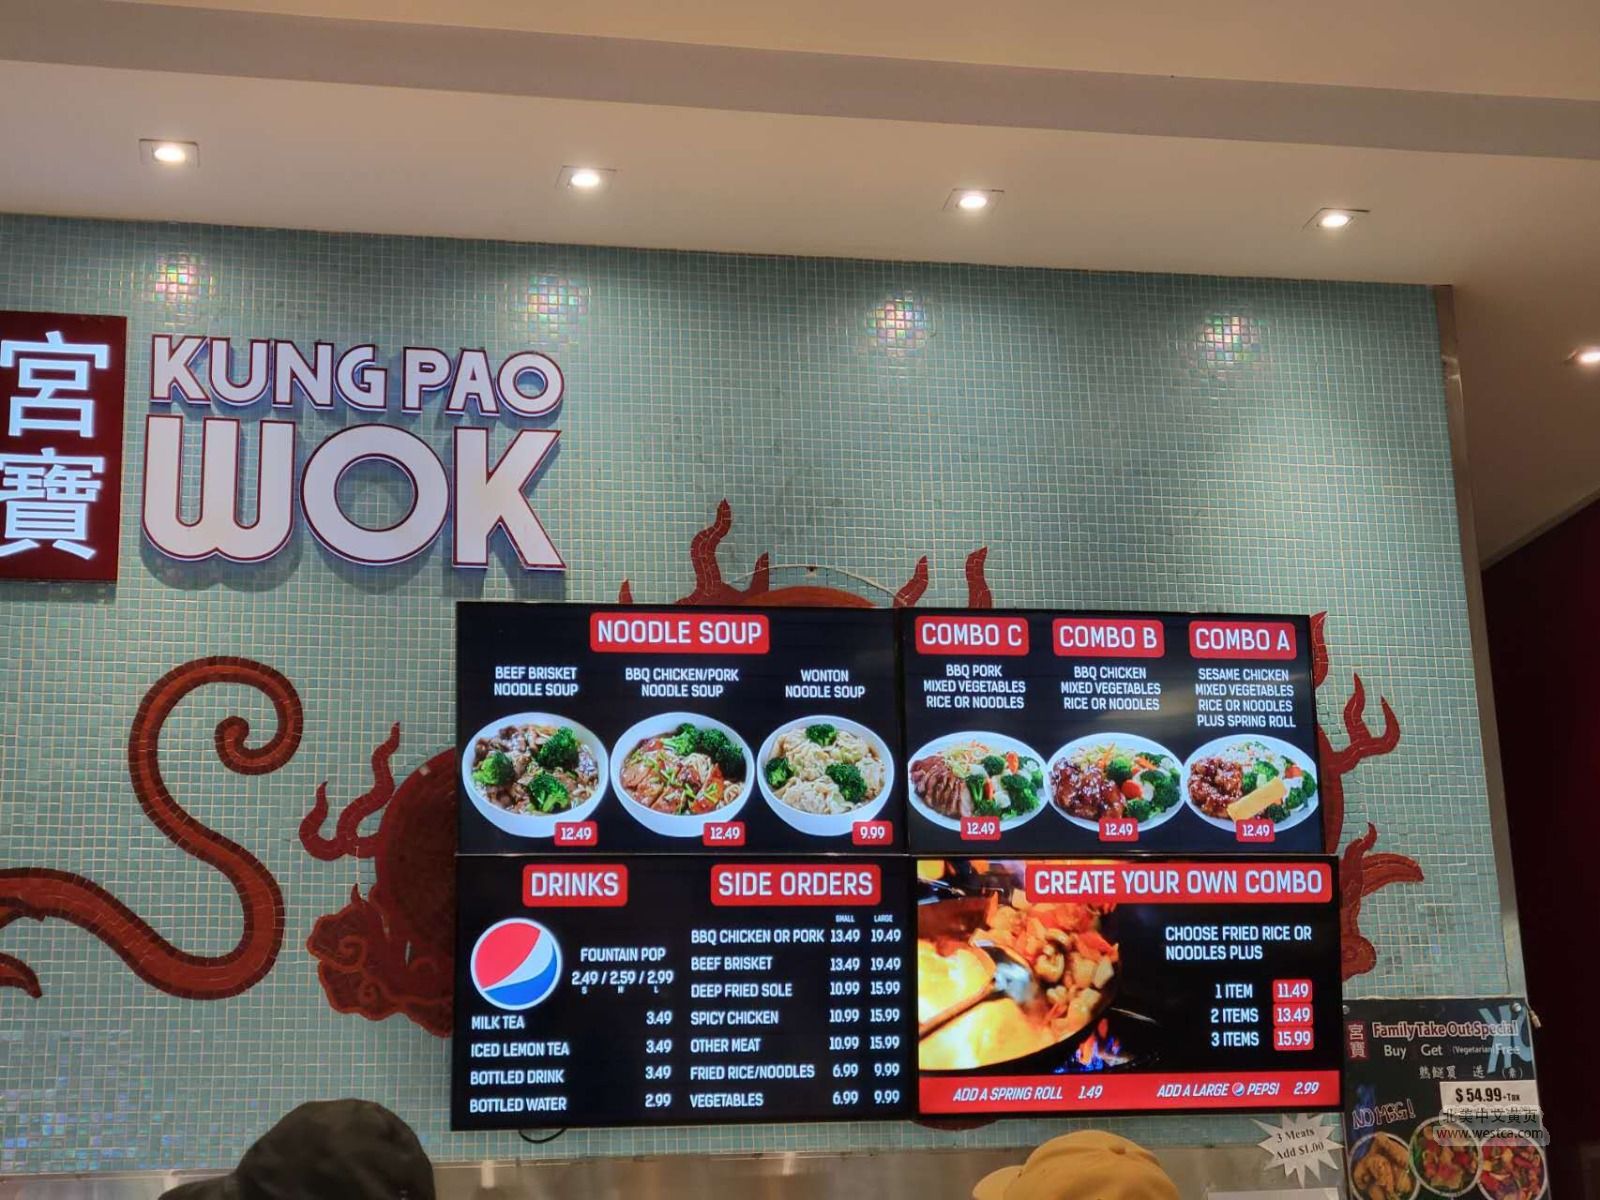 宮
寶
KUNG PAO
WOK
NOODLE SOUP
BEEF BRISKET
NOODLE SOUP
12.49
BBQ CHICKEN/PORK
NOODLE SOUP
12.49
WONTON
NOODLE SOUP
9.99
COMBO C
BBQ PORK
MIXED VEGETABLES
RICE OR NOODLES
12.49
COMBO B
BBQ CHICKEN
MIXED VEGETABLES
RICE OR NOODLES
12.49
COMBO A
SESAME CHICKEN
MIXED VEGETABLES
RICE OR NOODLES
PLUS SPRING ROLL
12.49
DRINKS
FOUNTAIN POP
2.49 / 2.59 / 2.99
S M L
MILK TEA 3.49
ICED LEMON TEA 3.49
BOTTLED DRINK 3.49
BOTTLED WATER 2.99
SIDE ORDERS
SMALL LARGE
BBQ CHICKEN OR PORK 13.49 19.49
BEEF BRISKET 13.49 19.49
DEEP FRIED SOLE 10.99 15.99
SPICY CHICKEN 10.99 15.99
OTHER MEAT 10.99 15.99
FRIED RICE/NOODLES 6.99 9.99
VEGETABLES 6.99 9.99
CREATE YOUR OWN COMBO
CHOOSE FRIED RICE OR
NOODLES PLUS
1 ITEM 11.49
2 ITEMS 13.49
3 ITEMS 15.99
ADD A SPRING ROLL 1.49
ADD A LARGE PEPSI 2.99
3 Meats
Add $1.00
宮
寶
Family Take Out Special
Buy Get (Vegetarian) Free
送 (素)
$54.99+Tax
NO MSG!
北美中文黄页
www.westca.com